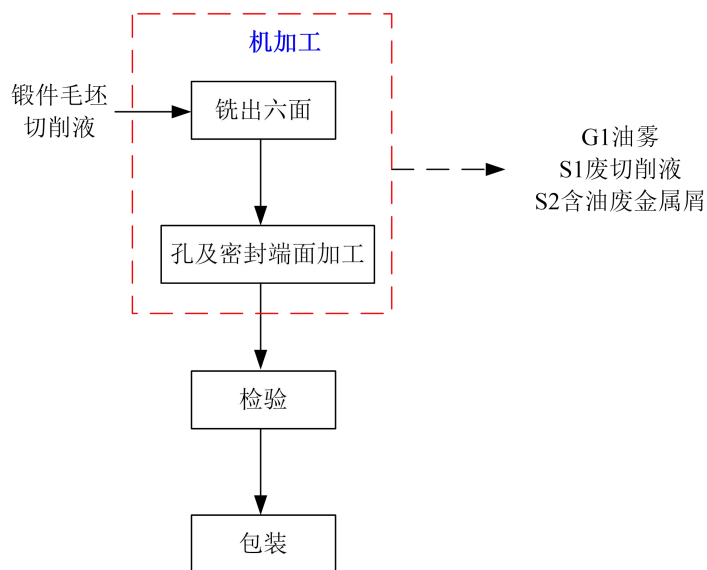 机加工
锻件毛坯
切削液
铣出六面
G1油雾
S1废切削液
S2含油废金属屑
孔及密封端面加工
检验
包装